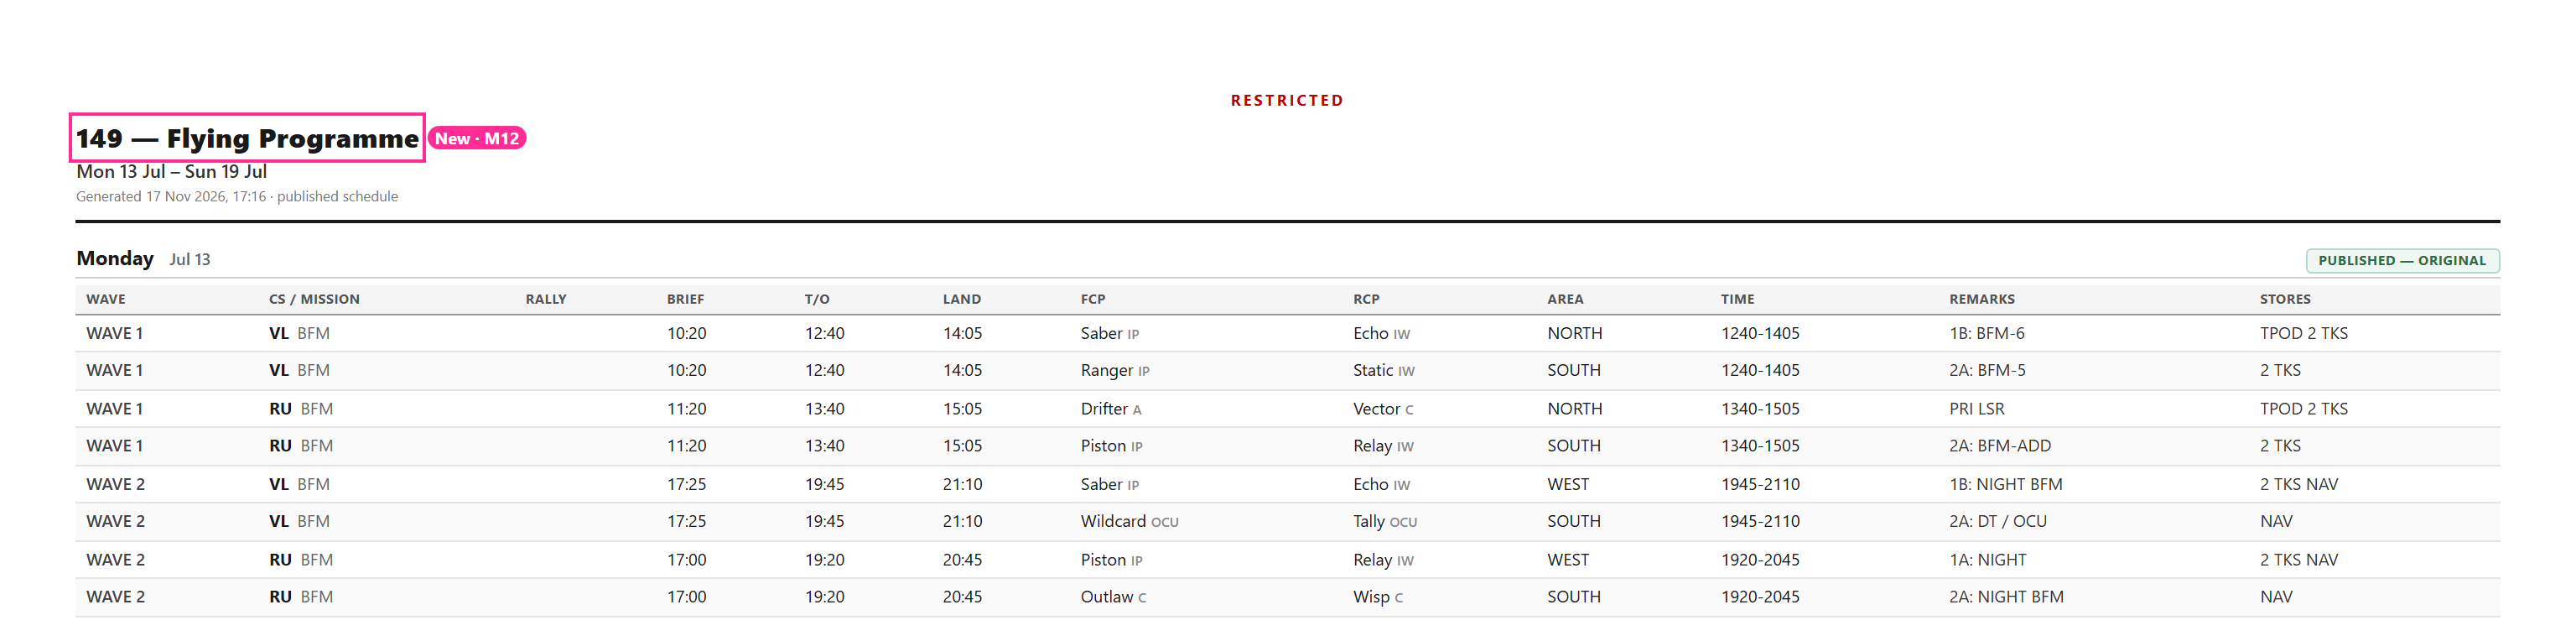 RESTRICTED
149 — Flying Programme New · M12
Mon 13 Jul – Sun 19 Jul
Generated 17 Nov 2026, 17:16 · published schedule
Monday Jul 13 PUBLISHED — ORIGINAL
WAVE CS / MISSION RALLY BRIEF T/O LAND FCP RCP AREA TIME REMARKS STORES
WAVE 1 VL BFM 10:20 12:40 14:05 Saber IP Echo IW NORTH 1240-1405 1B: BFM-6 TPOD 2 TKS
WAVE 1 VL BFM 10:20 12:40 14:05 Ranger IP Static IW SOUTH 1240-1405 2A: BFM-5 2 TKS
WAVE 1 RU BFM 11:20 13:40 15:05 Drifter A Vector C NORTH 1340-1505 PRI LSR TPOD 2 TKS
WAVE 1 RU BFM 11:20 13:40 15:05 Piston IP Relay IW SOUTH 1340-1505 2A: BFM-ADD 2 TKS
WAVE 2 VL BFM 17:25 19:45 21:10 Saber IP Echo IW WEST 1945-2110 1B: NIGHT BFM 2 TKS NAV
WAVE 2 VL BFM 17:25 19:45 21:10 Wildcard OCU Tally OCU SOUTH 1945-2110 2A: DT / OCU NAV
WAVE 2 RU BFM 17:00 19:20 20:45 Piston IP Relay IW WEST 1920-2045 1A: NIGHT 2 TKS NAV
WAVE 2 RU BFM 17:00 19:20 20:45 Outlaw C Wisp C SOUTH 1920-2045 2A: NIGHT BFM NAV